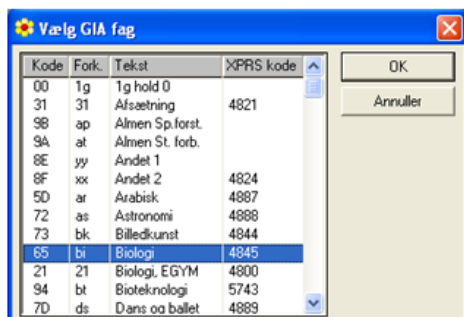 Vælg GIA fag
Kode Fork. Tekst XPRS kode
00 1g 1g hold 0
31 31 Afsætning 4821
9B ap Almen Sp.forst.
9A at Almen St. forb.
8E yy Andet 1
8F xx Andet 2 4824
5D ar Arabisk 4887
72 as Astronomi 4888
73 bk Billedkunst 4844
65 bi Biologi 4845
21 21 Biologi, EGYM 4800
94 bt Bioteknologi 5743
7D ds Dans og ballet 4889
OK
Annuller